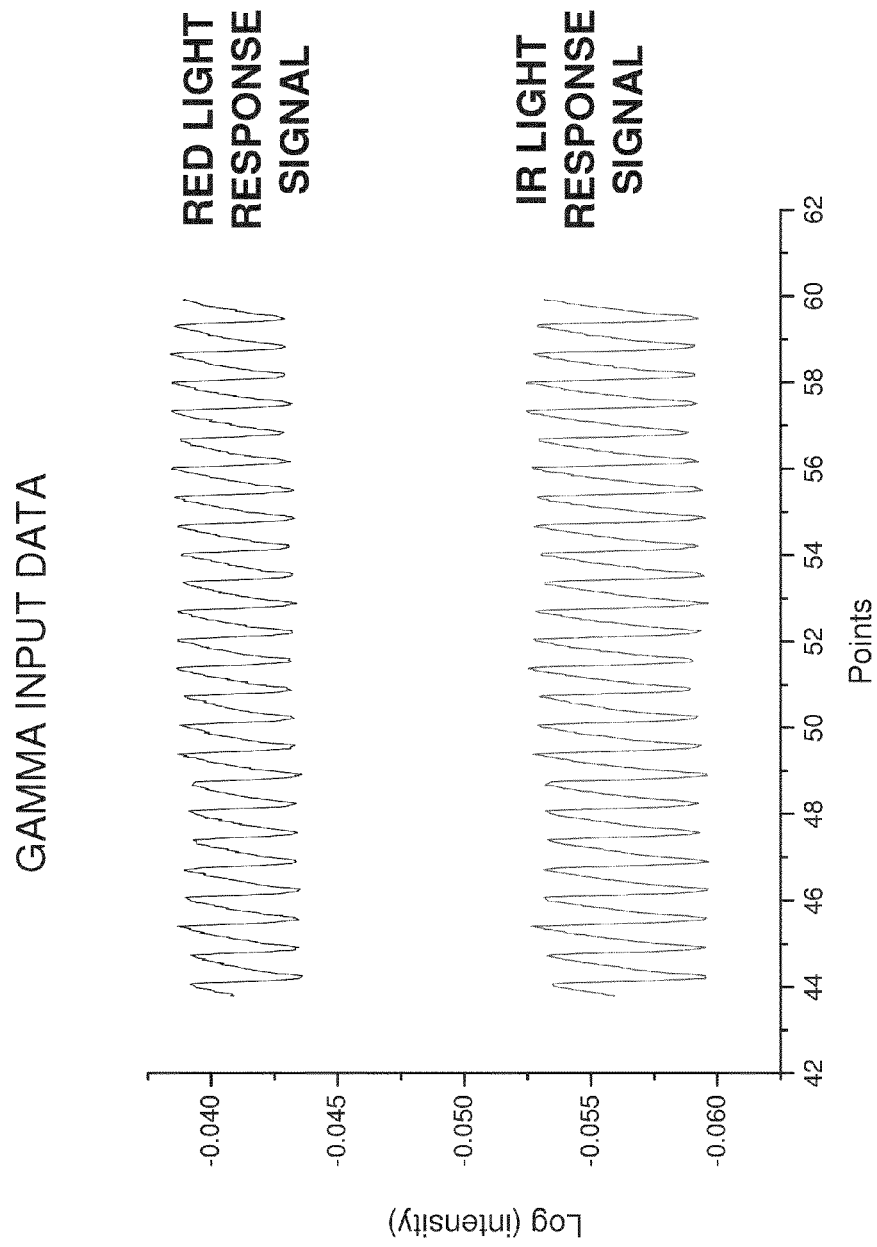 GAMMA INPUT DATA
RED LIGHT
RESPONSE
SIGNAL
IR LIGHT
RESPONSE
SIGNAL
Log (intensity)
-0.040
-0.045
-0.050
-0.055
-0.060
42 44 46 48 50 52 54 56 58 60 62
Points